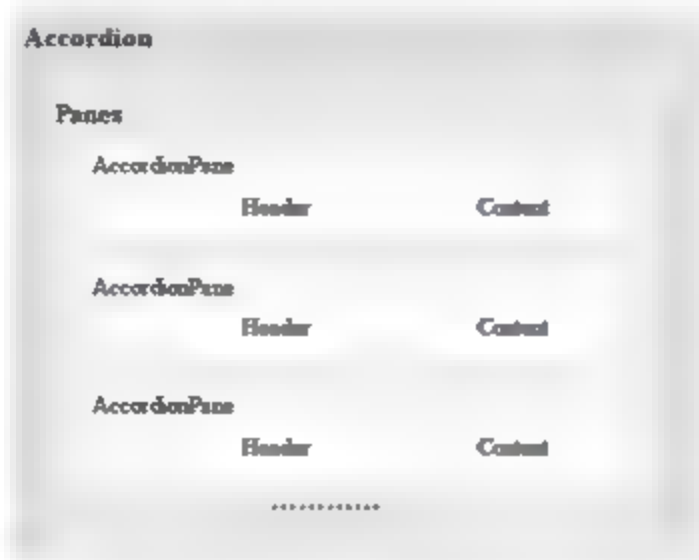 Accordion
Panes
AccordionPane
Header Content
AccordionPane
Header Content
AccordionPane
Header Content
............